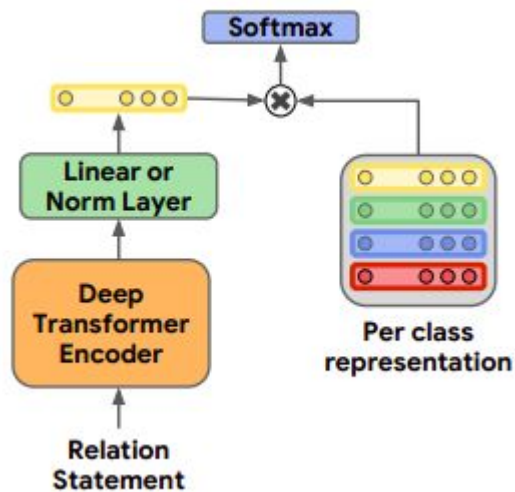 Softmax
Linear or
Norm Layer
Deep
Transformer
Encoder
Per class
representation
Relation
Statement